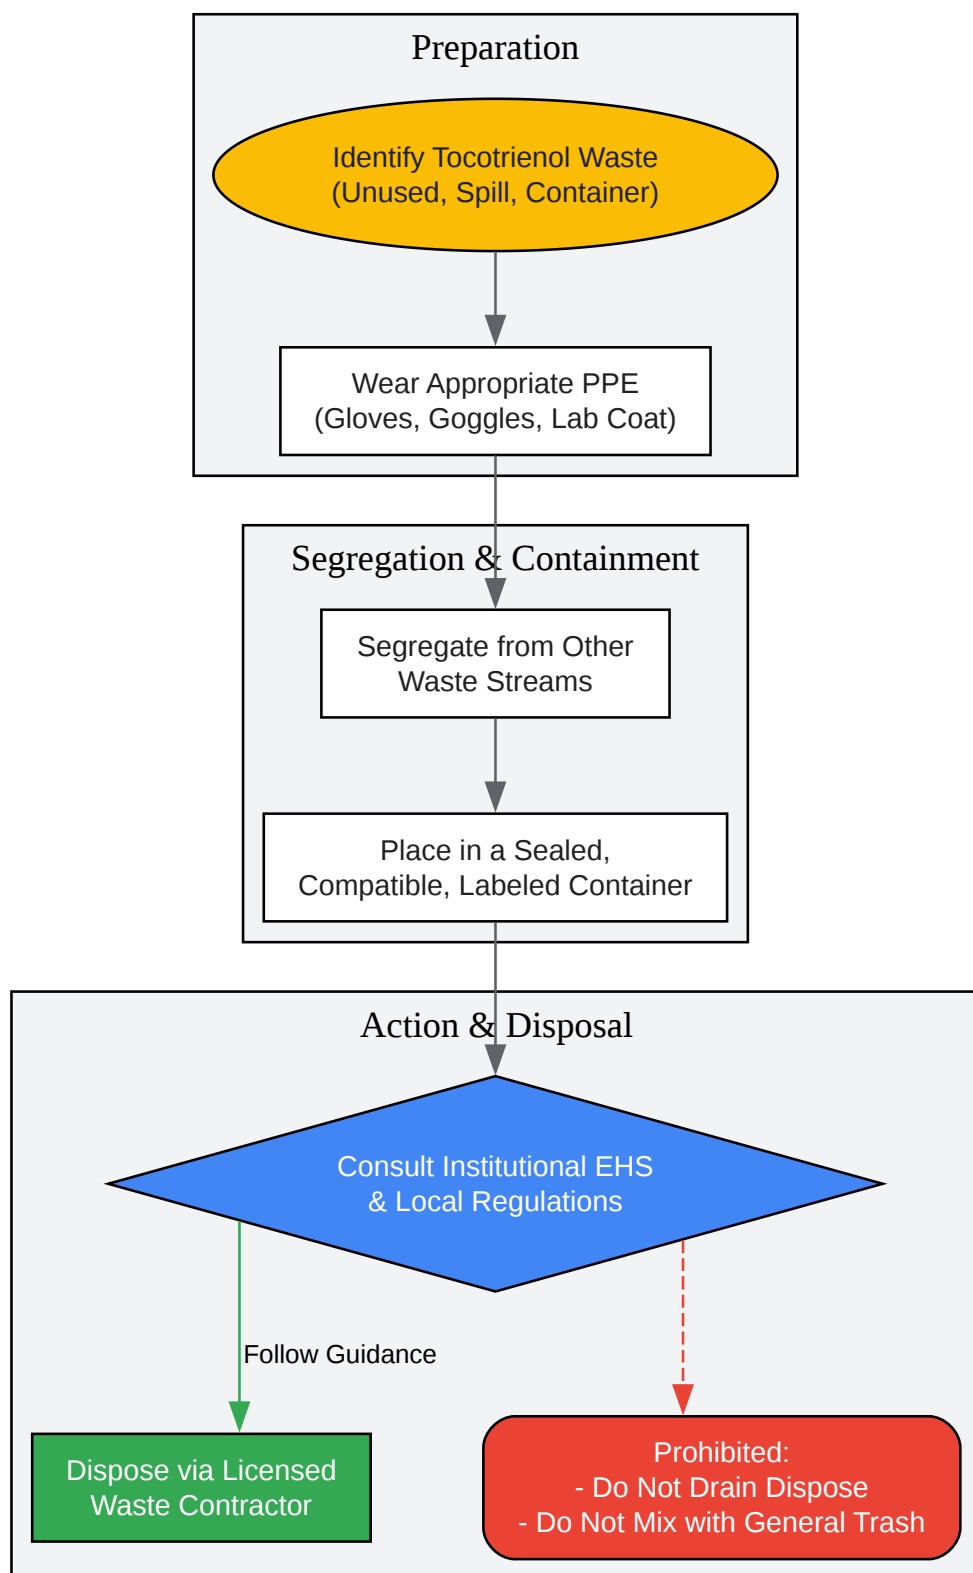 Preparation
Identify Tocotrienol Waste
(Unused, Spill, Container)
Wear Appropriate PPE
(Gloves, Goggles, Lab Coat)
Segregation & Containment
Segregate from Other
Waste Streams
Place in a Sealed,
Compatible, Labeled Container
Action & Disposal
Consult Institutional EHS
& Local Regulations
Follow Guidance
Dispose via Licensed
Waste Contractor
Prohibited:
- Do Not Drain Dispose
- Do Not Mix with General Trash